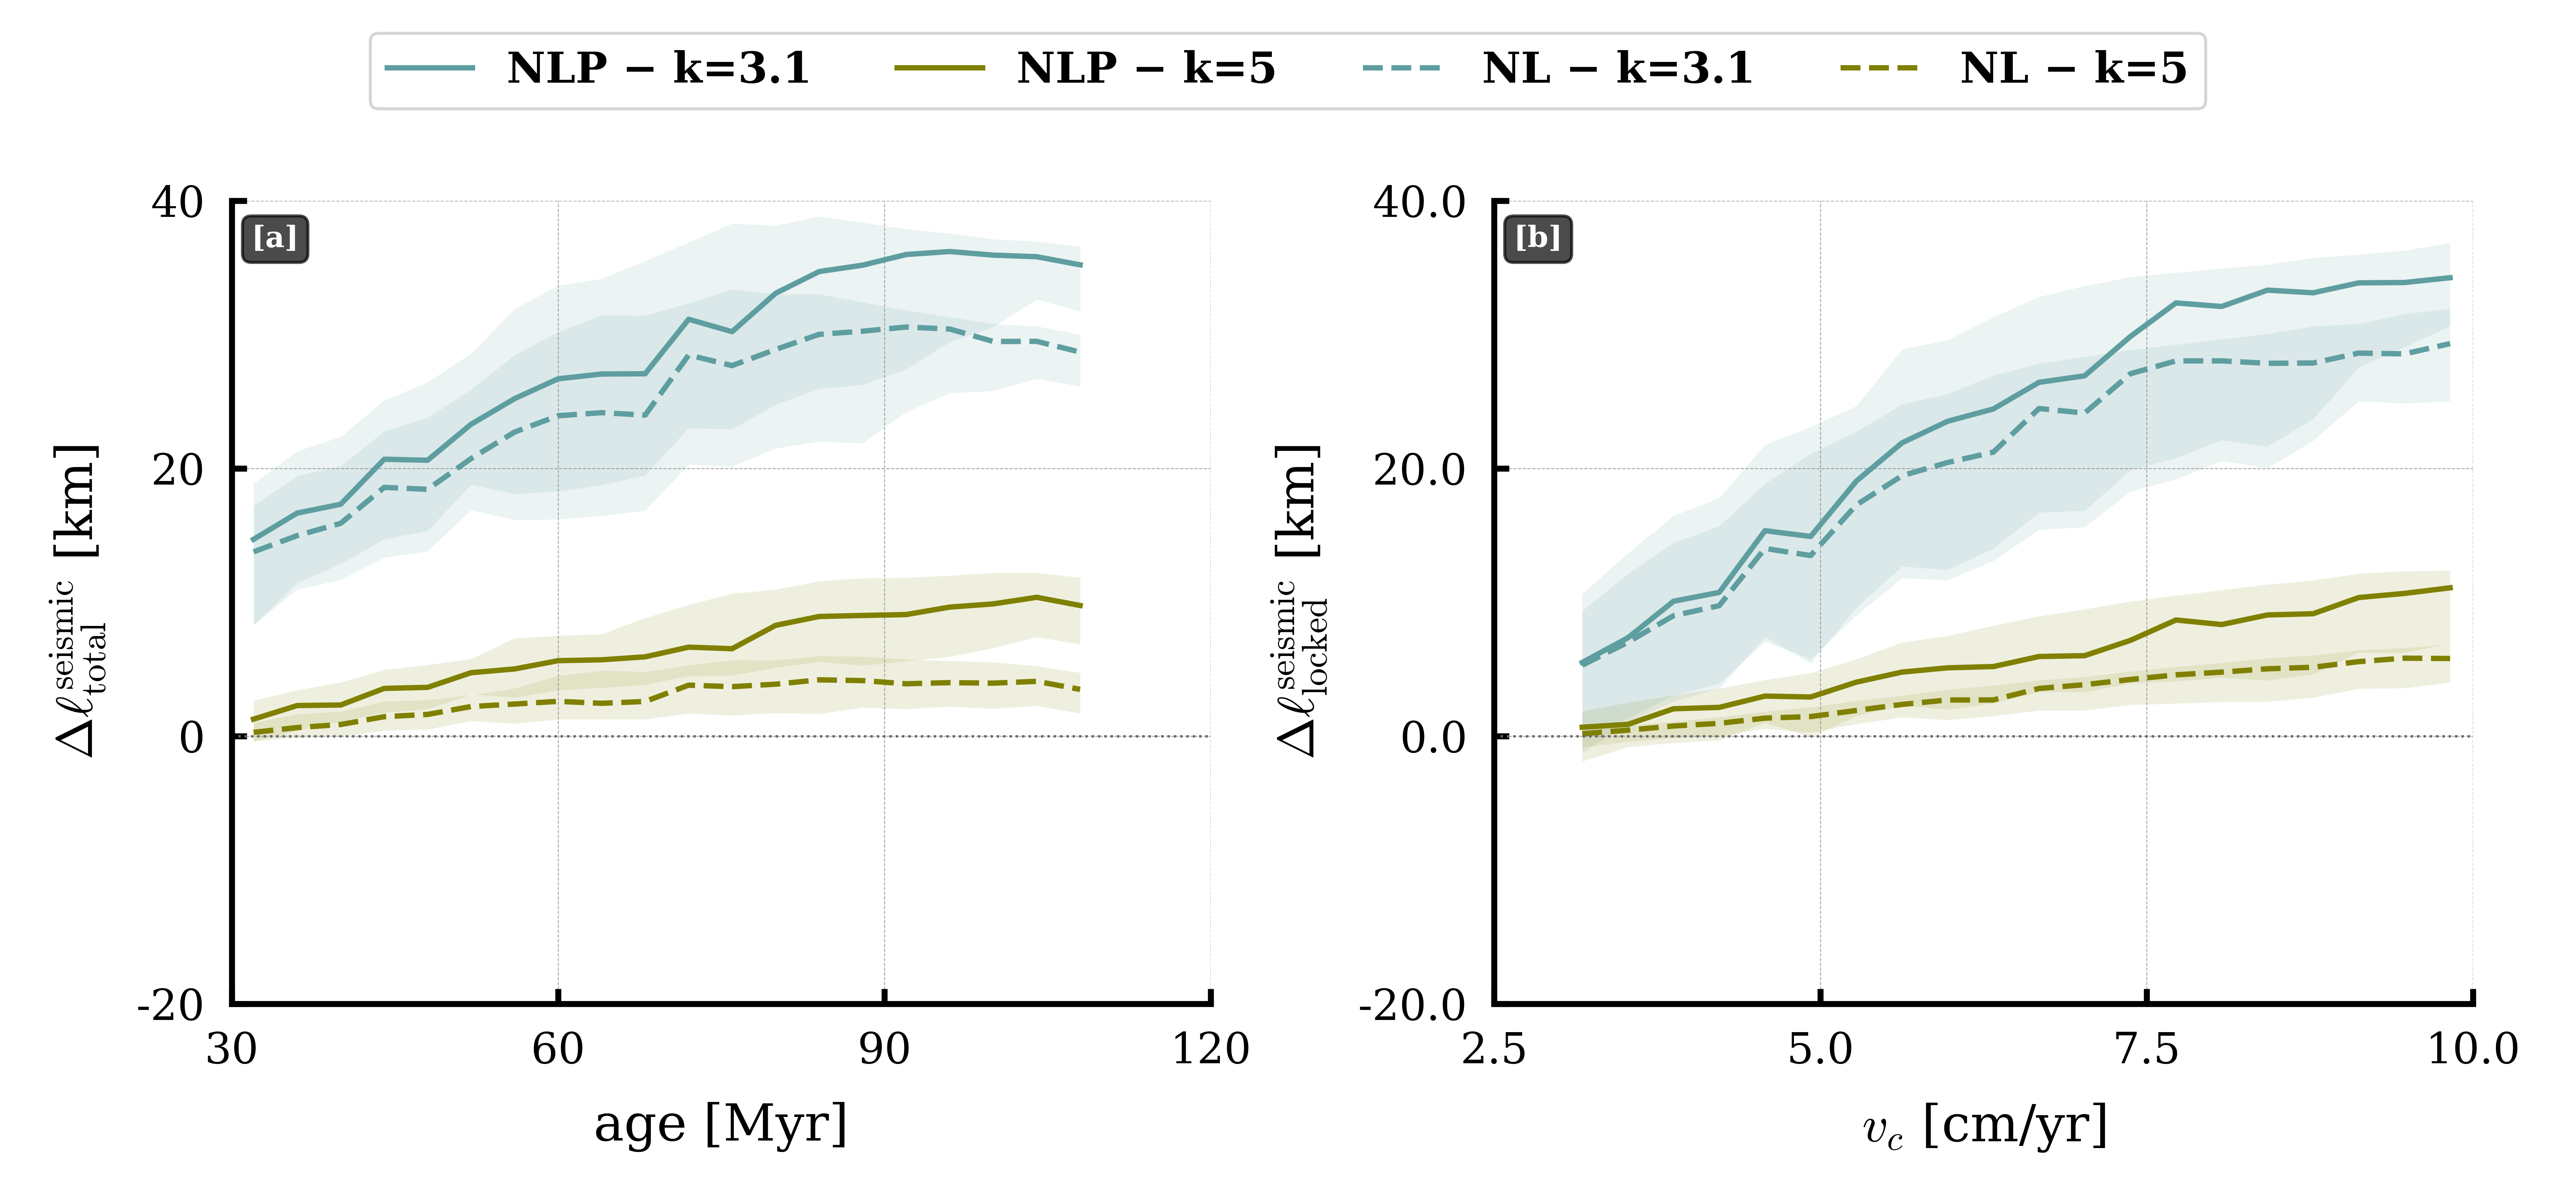 NLP − k=3.1 NLP − k=5 NL − k=3.1 NL − k=5
[a]
40
20
0
-20
30 60 90 120
age [Myr]
Δℓ^seismic_total [km]
[b]
40.0
20.0
0.0
-20.0
2.5 5.0 7.5 10.0
v_c [cm/yr]
Δℓ^seismic_locked [km]